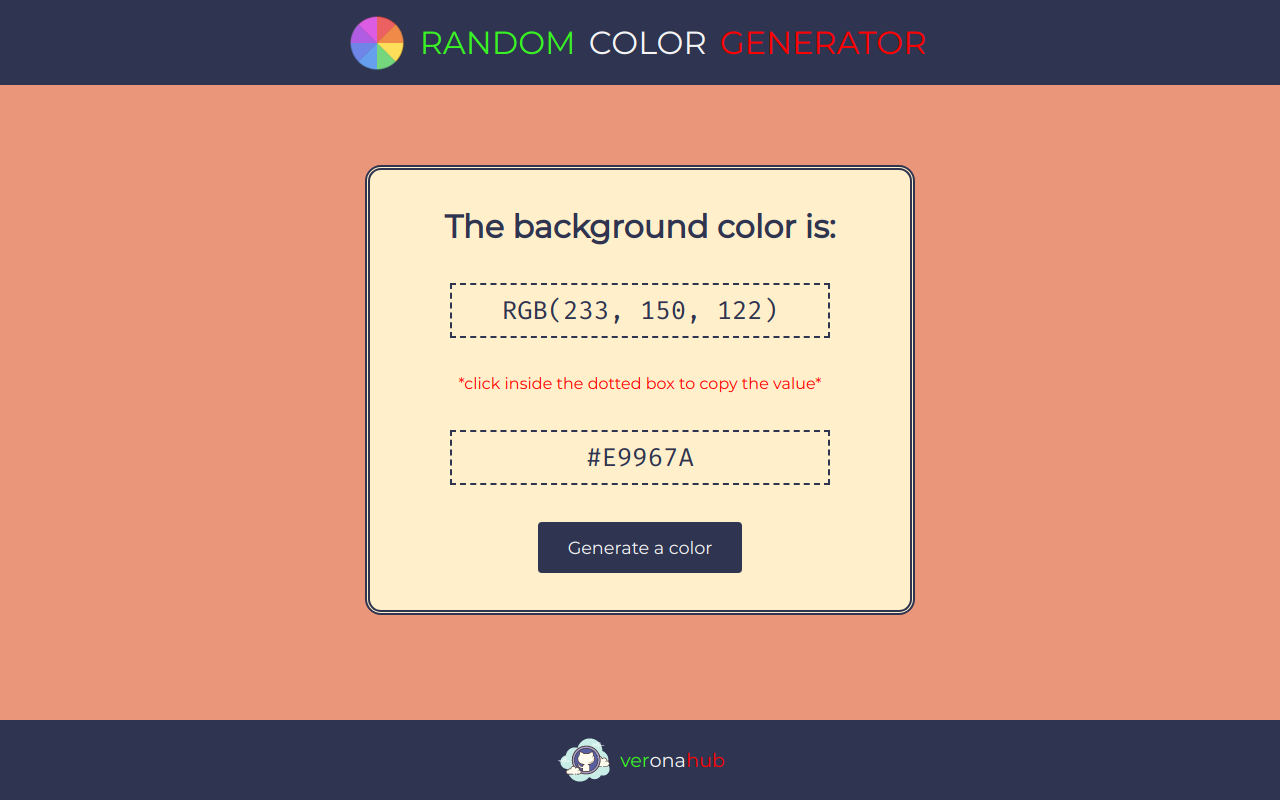 RANDOM COLOR GENERATOR
The background color is:
RGB(233, 150, 122)
*click inside the dotted box to copy the value*
#E9967A
Generate a color
veronahub